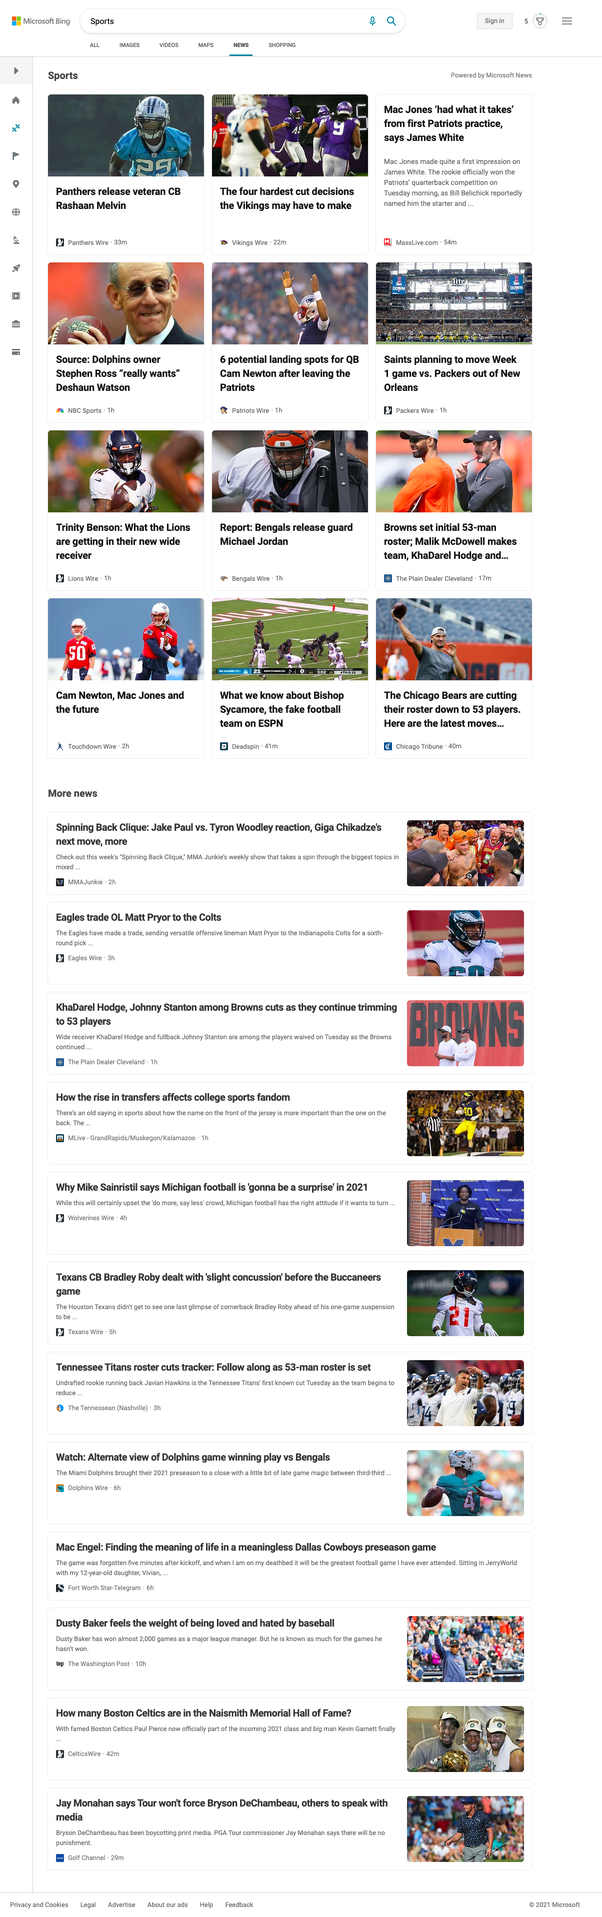 Microsoft Bing
Sports
Sign in
5
ALL
IMAGES
VIDEOS
MAPS
NEWS
SHOPPING
Sports
Powered by Microsoft News
Panthers release veteran CB
Rashaan Melvin
Panthers Wire · 33m
The four hardest cut decisions
the Vikings may have to make
Vikings Wire · 22m
Mac Jones ‘had what it takes’
from first Patriots practice,
says James White
Mac Jones made quite a first impression on
James White. The rookie officially won the
Patriots' quarterback competition on
Tuesday morning, as Bill Belichick reportedly
named him the starter and ...
MassLive.com · 54m
Source: Dolphins owner
Stephen Ross “really wants”
Deshaun Watson
NBC Sports · 1h
6 potential landing spots for QB
Cam Newton after leaving the
Patriots
Patriots Wire · 1h
Saints planning to move Week
1 game vs. Packers out of New
Orleans
Packers Wire · 1h
Trinity Benson: What the Lions
are getting in their new wide
receiver
Lions Wire · 1h
Report: Bengals release guard
Michael Jordan
Bengals Wire · 1h
Browns set initial 53-man
roster; Malik McDowell makes
team, KhaDarel Hodge and...
The Plain Dealer Cleveland · 17m
Cam Newton, Mac Jones and
the future
Touchdown Wire · 2h
What we know about Bishop
Sycamore, the fake football
team on ESPN
Deadspin · 41m
The Chicago Bears are cutting
their roster down to 53 players.
Here are the latest moves...
Chicago Tribune · 40m
More news
Spinning Back Clique: Jake Paul vs. Tyron Woodley reaction, Giga Chikadze's
next move, more
Check out this week's "Spinning Back Clique," MMA Junkie's weekly show that takes a spin through the biggest topics in
mixed ...
MMAJunkie · 2h
Eagles trade OL Matt Pryor to the Colts
The Eagles have made a trade, sending versatile offensive lineman Matt Pryor to the Indianapolis Colts for a sixth-
round pick ...
Eagles Wire · 3h
KhaDarel Hodge, Johnny Stanton among Browns cuts as they continue trimming
to 53 players
Wide receiver KhaDarel Hodge and fullback Johnny Stanton are among the players waived on Tuesday as the Browns
continued ...
The Plain Dealer Cleveland · 1h
BROWNS
How the rise in transfers affects college sports fandom
There's an old saying in sports about how the name on the front of the jersey is more important than the one on the
back. The ...
MLive - GrandRapids/Muskegon/Kalamazoo · 1h
Why Mike Sainristil says Michigan football is 'gonna be a surprise' in 2021
While this will certainly upset the 'do more, say less' crowd, Michigan football has the right attitude if it wants to turn ...
Wolverines Wire · 4h
Texans CB Bradley Roby dealt with 'slight concussion' before the Buccaneers
game
The Houston Texans didn't get to see one last glimpse of cornerback Bradley Roby ahead of his one-game suspension
to be ...
Texans Wire · 5h
21
Tennessee Titans roster cuts tracker: Follow along as 53-man roster is set
Undrafted rookie running back Javian Hawkins is the Tennessee Titans' first known cut Tuesday as the team begins to
reduce ...
The Tennessean (Nashville) · 3h
Watch: Alternate view of Dolphins game winning play vs Bengals
The Miami Dolphins brought their 2021 preseason to a close with a little bit of late game magic between third-third ...
Dolphins Wire · 6h
Mac Engel: Finding the meaning of life in a meaningless Dallas Cowboys preseason game
The game was forgotten five minutes after kickoff, and when I am on my deathbed it will be the greatest football game I have ever attended. Sitting in JerryWorld
with my 12-year-old daughter, Vivian, ...
Fort Worth Star-Telegram · 6h
Dusty Baker feels the weight of being loved and hated by baseball
Dusty Baker has won almost 2,000 games as a major league manager. But he is known as much for the games he
hasn't won.
The Washington Post · 10h
How many Boston Celtics are in the Naismith Memorial Hall of Fame?
With famed Boston Celtics Paul Pierce now officially part of the incoming 2021 class and big man Kevin Garnett finally
...
CelticsWire · 42m
Jay Monahan says Tour won't force Bryson DeChambeau, others to speak with
media
Bryson DeChambeau has been boycotting print media. PGA Tour commissioner Jay Monahan says there will be no
punishment.
Golf Channel · 29m
Privacy and Cookies
Legal
Advertise
About our ads
Help
Feedback
© 2021 Microsoft